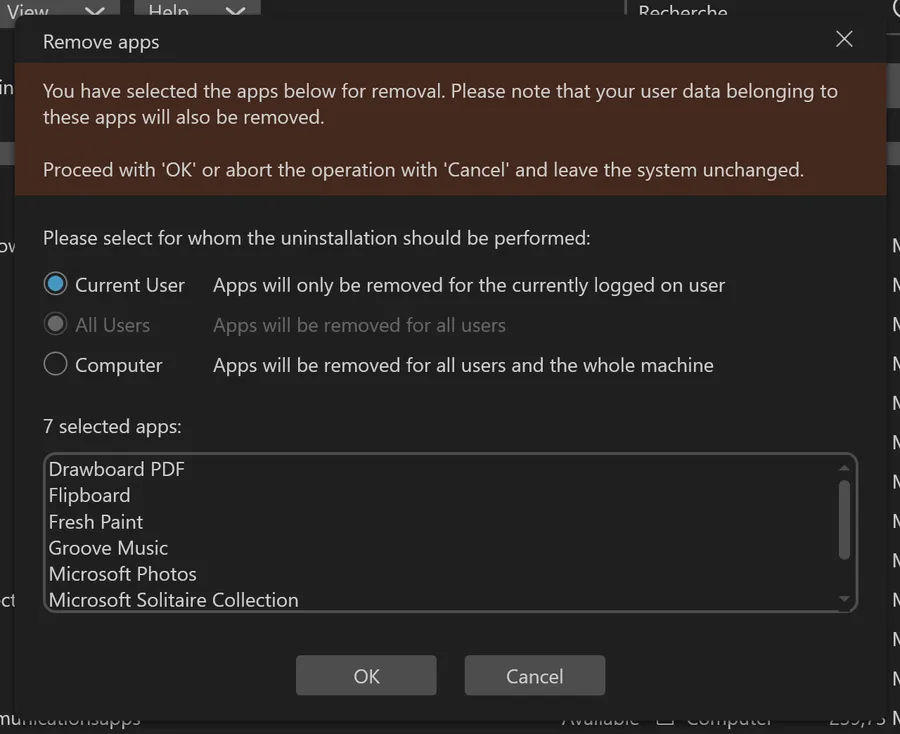 View
Help
Recherche
Remove apps
You have selected the apps below for removal. Please note that your user data belonging to
these apps will also be removed.
Proceed with 'OK' or abort the operation with 'Cancel' and leave the system unchanged.
Please select for whom the uninstallation should be performed:
Current User Apps will only be removed for the currently logged on user
All Users Apps will be removed for all users
Computer Apps will be removed for all users and the whole machine
7 selected apps:
Drawboard PDF
Flipboard
Fresh Paint
Groove Music
Microsoft Photos
Microsoft Solitaire Collection
OK
Cancel
municationsapps Available Computer